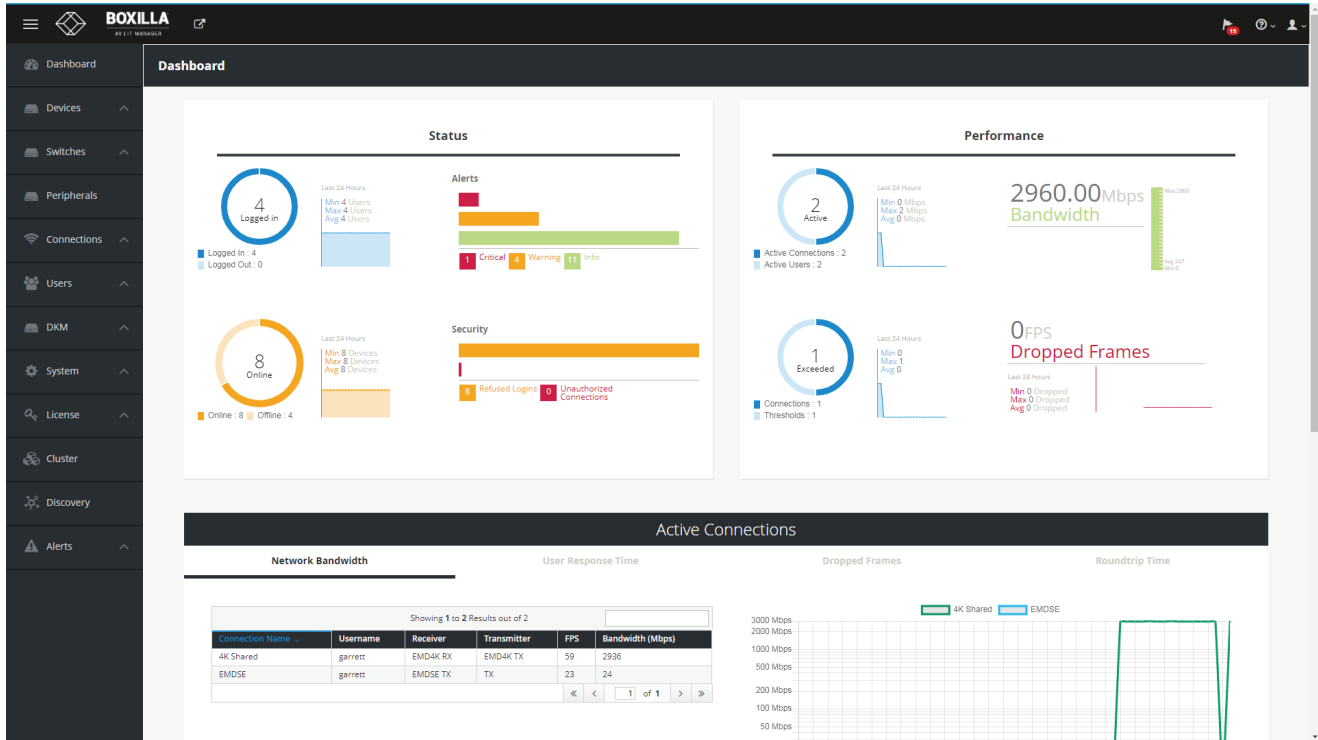 BOXILLA
AV | IT MANAGER
15
Dashboard
Devices
Switches
Peripherals
Connections
Users
DKM
System
License
Cluster
Discovery
Alerts
Dashboard
Status
4
Logged in
Logged In : 4
Logged Out : 0
Last 24 Hours
Min 4 Users
Max 4 Users
Avg 4 Users
Alerts
1 Critical 4 Warning 11 Info
8
Online
Online : 8 Offline : 4
Last 24 Hours
Min 8 Devices
Max 8 Devices
Avg 8 Devices
Security
8 Refused Logins 0 Unauthorized
Connections
Performance
2
Active
Active Connections : 2
Active Users : 2
Last 24 Hours
Min 0 Mbps
Max 2 Mbps
Avg 0 Mbps
2960.00Mbps
Bandwidth
Max 2960
Avg 247
Min 0
1
Exceeded
Connections : 1
Thresholds : 1
Last 24 Hours
Min 0
Max 1
Avg 0
0FPS
Dropped Frames
Last 24 hours
Min 0 Dropped
Max 0 Dropped
Avg 0 Dropped
Active Connections
Network Bandwidth User Response Time Dropped Frames Roundtrip Time
Showing 1 to 2 Results out of 2
Connection Name Username Receiver Transmitter FPS Bandwidth (Mbps)
4K Shared garrett EMD4K RX EMD4K TX 59 2936
EMDSE garrett EMDSE TX TX 23 24
« < 1 of 1 > »
4K Shared EMDSE
3000 Mbps
2000 Mbps
1000 Mbps
500 Mbps
200 Mbps
100 Mbps
50 Mbps